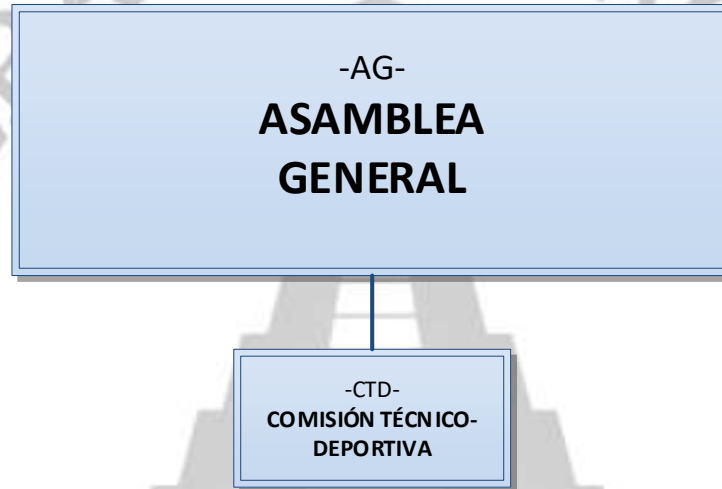 -AG-
ASAMBLEA
GENERAL
-CTD-
COMISIÓN TÉCNICO-
DEPORTIVA